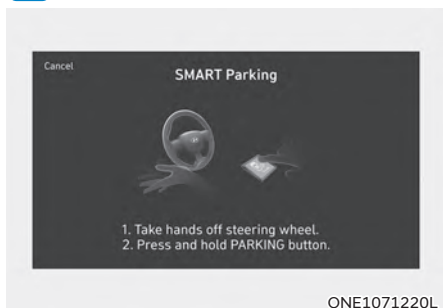 Cancel
SMART Parking
1. Take hands off steering wheel.
2. Press and hold PARKING button.
ONE1071220L